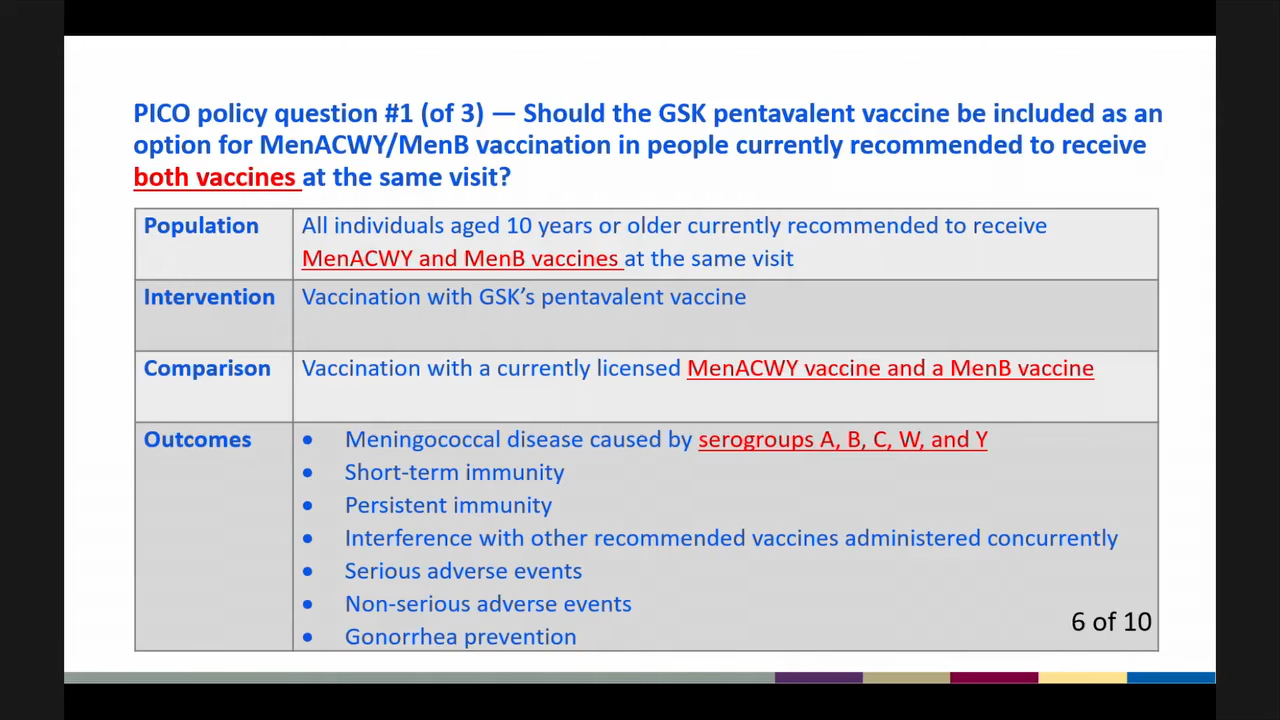 PICO policy question #1 (of 3) — Should the GSK pentavalent vaccine be included as an
option for MenACWY/MenB vaccination in people currently recommended to receive
both vaccines at the same visit?
Population
All individuals aged 10 years or older currently recommended to receive
MenACWY and MenB vaccines at the same visit
Intervention
Vaccination with GSK’s pentavalent vaccine
Comparison
Vaccination with a currently licensed MenACWY vaccine and a MenB vaccine
Outcomes
• Meningococcal disease caused by serogroups A, B, C, W, and Y
• Short-term immunity
• Persistent immunity
• Interference with other recommended vaccines administered concurrently
• Serious adverse events
• Non-serious adverse events
• Gonorrhea prevention
6 of 10